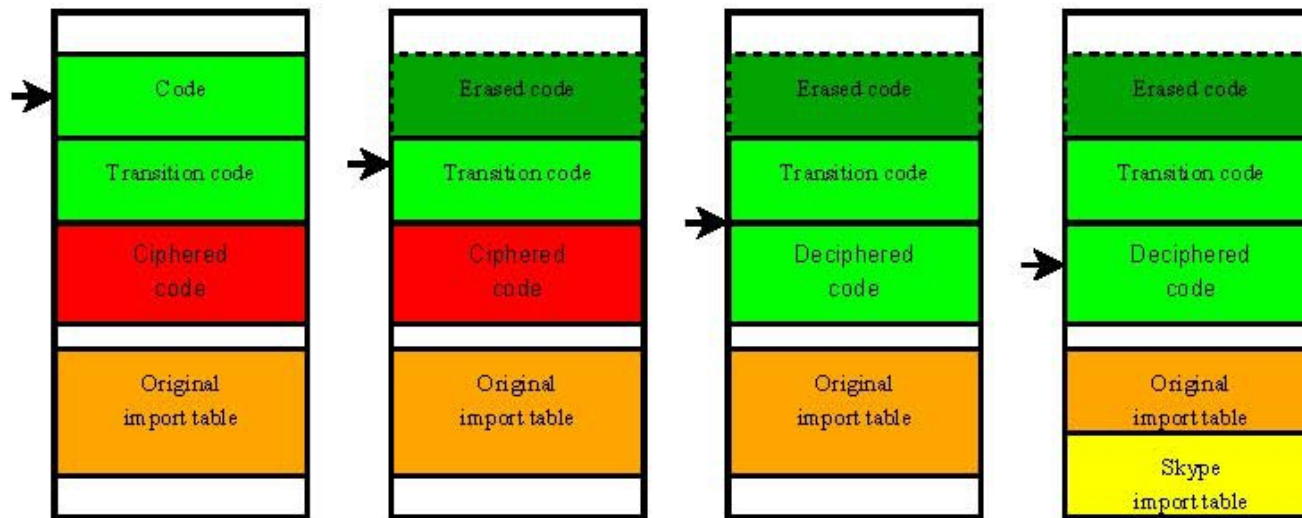 Code
Transition code
Ciphered
code
Original
import table
Erased code
Transition code
Ciphered
code
Original
import table
Erased code
Transition code
Deciphered
code
Original
import table
Erased code
Transition code
Deciphered
code
Original
import table
Skype
import table